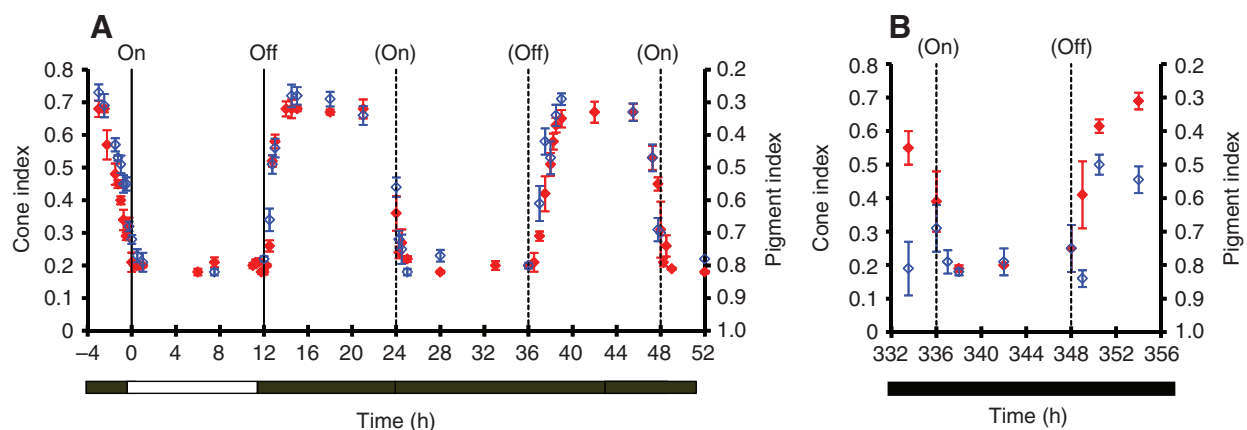 A
B
On
Off
(On)
(Off)
(On)
(On)
(Off)
0.8
0.7
0.6
0.5
0.4
0.3
0.2
0.1
0
Cone index
0.2
0.3
0.4
0.5
0.6
0.7
0.8
0.9
1.0
Pigment index
–4 0 4 8 12 16 20 24 28 32 36 40 44 48 52
Time (h)
0.8
0.7
0.6
0.5
0.4
0.3
0.2
0.1
0
Cone index
0.2
0.3
0.4
0.5
0.6
0.7
0.8
0.9
1.0
Pigment index
332 336 340 344 348 352 356
Time (h)